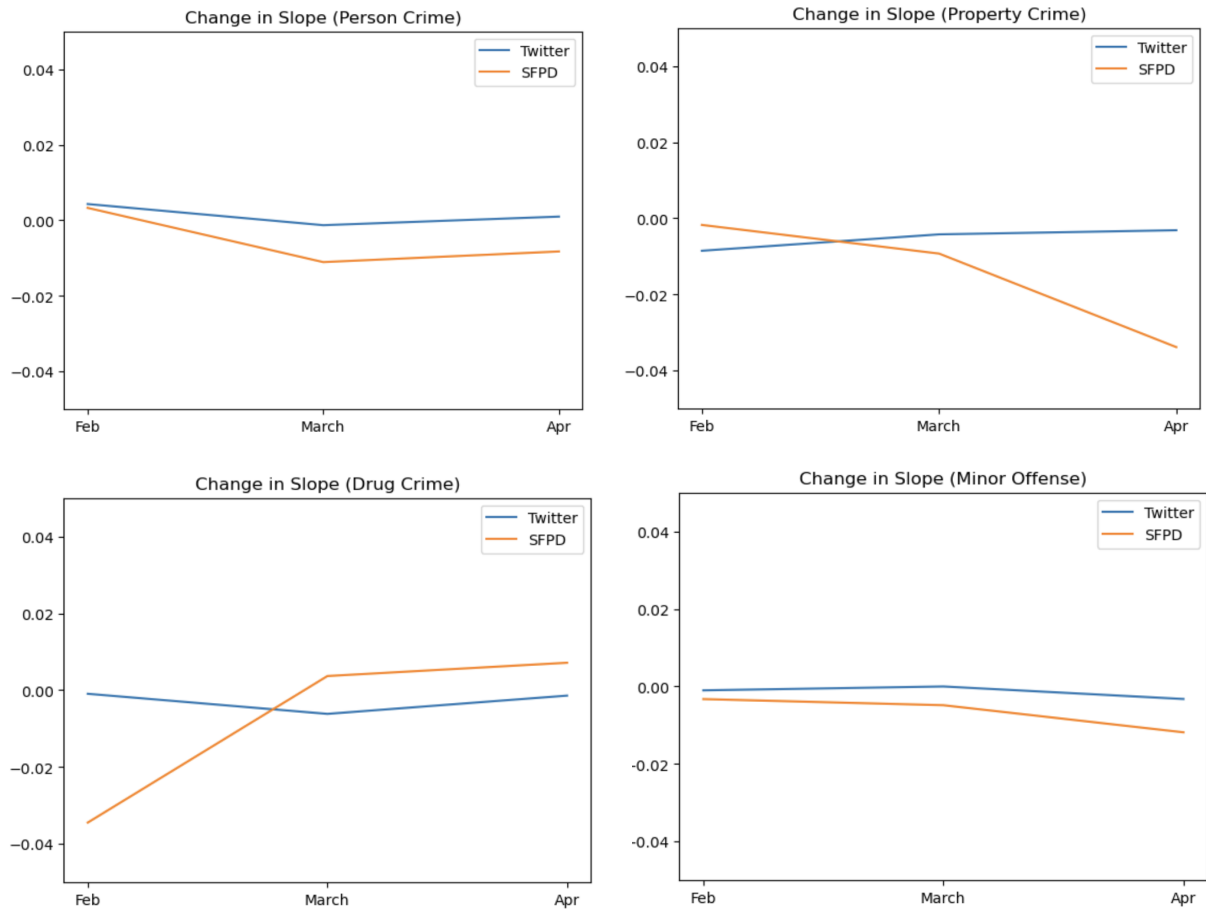 Change in Slope (Person Crime)
Twitter
SFPD
0.04
0.02
0.00
−0.02
−0.04
Feb March Apr
Change in Slope (Property Crime)
Twitter
SFPD
0.04
0.02
0.00
−0.02
−0.04
Feb March Apr
Change in Slope (Drug Crime)
Twitter
SFPD
0.04
0.02
0.00
−0.02
−0.04
Feb March Apr
Change in Slope (Minor Offense)
Twitter
SFPD
0.04
0.02
0.00
-0.02
-0.04
Feb March Apr